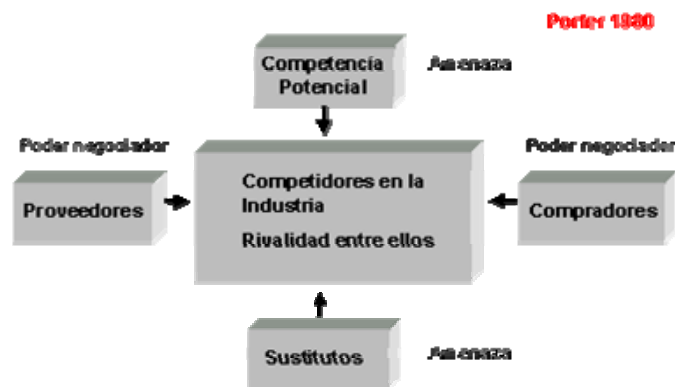 Porter 1980
Competencía
Potencial
Amenaza
Poder negociador
Poder negociador
Competidores en la
Industria
Rivalidad entre ellos
Proveedores
Compradores
Sustitutos
Amenaza